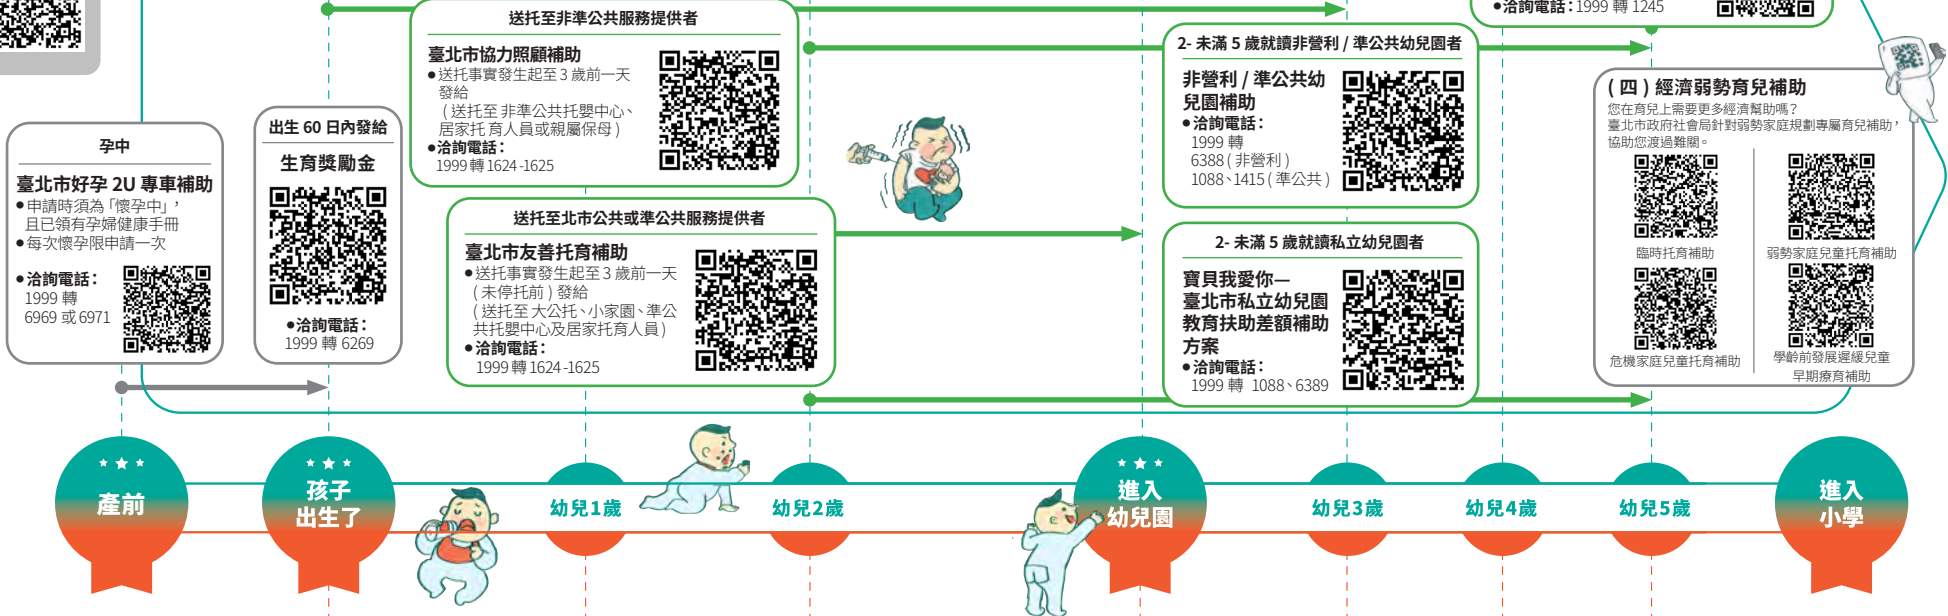 ●洽詢電話：1999 轉 1245
送托至非準公共服務提供者
臺北市協力照顧補助
●送托事實發生起至 3 歲前一天
發給
( 送托至 非準公共托嬰中心、
居家托 育人員或親屬保母 )
●洽詢電話：
1999 轉 1624 -1625
2- 未滿 5 歲就讀非營利 / 準公共幼兒園者
非營利 / 準公共幼
兒園補助
●洽詢電話：
1999 轉
6388 ( 非營利 )
1088、1415 ( 準公共 )
( 四 ) 經濟弱勢育兒補助
您在育兒上需要更多經濟幫助嗎?
臺北市政府社會局針對弱勢家庭規劃專屬育兒補助，
協助您渡過難關。
臨時托育補助
弱勢家庭兒童托育補助
危機家庭兒童托育補助
學齡前發展遲緩兒童
早期療育補助
孕中
臺北市好孕 2U 專車補助
●申請時須為「懷孕中」，
且已領有孕婦健康手冊
●每次懷孕限申請一次
●洽詢電話：
1999 轉
6969 或 6971
出生 60 日內發給
生育獎勵金
●洽詢電話：
1999 轉 6269
送托至北市公共或準公共服務提供者
臺北市友善托育補助
●送托事實發生起至 3 歲前一天
( 未停托前 ) 發給
( 送托至 大公托、小家園、準公
共托嬰中心及居家托育人員 )
●洽詢電話：
1999 轉 1624 -1625
2- 未滿 5 歲就讀私立幼兒園者
寶貝我愛你—
臺北市私立幼兒園
教育扶助差額補助
方案
●洽詢電話：
1999 轉 1088、6389
產前
孩子
出生了
幼兒1歲
幼兒2歲
進入
幼兒園
幼兒3歲
幼兒4歲
幼兒5歲
進入
小學